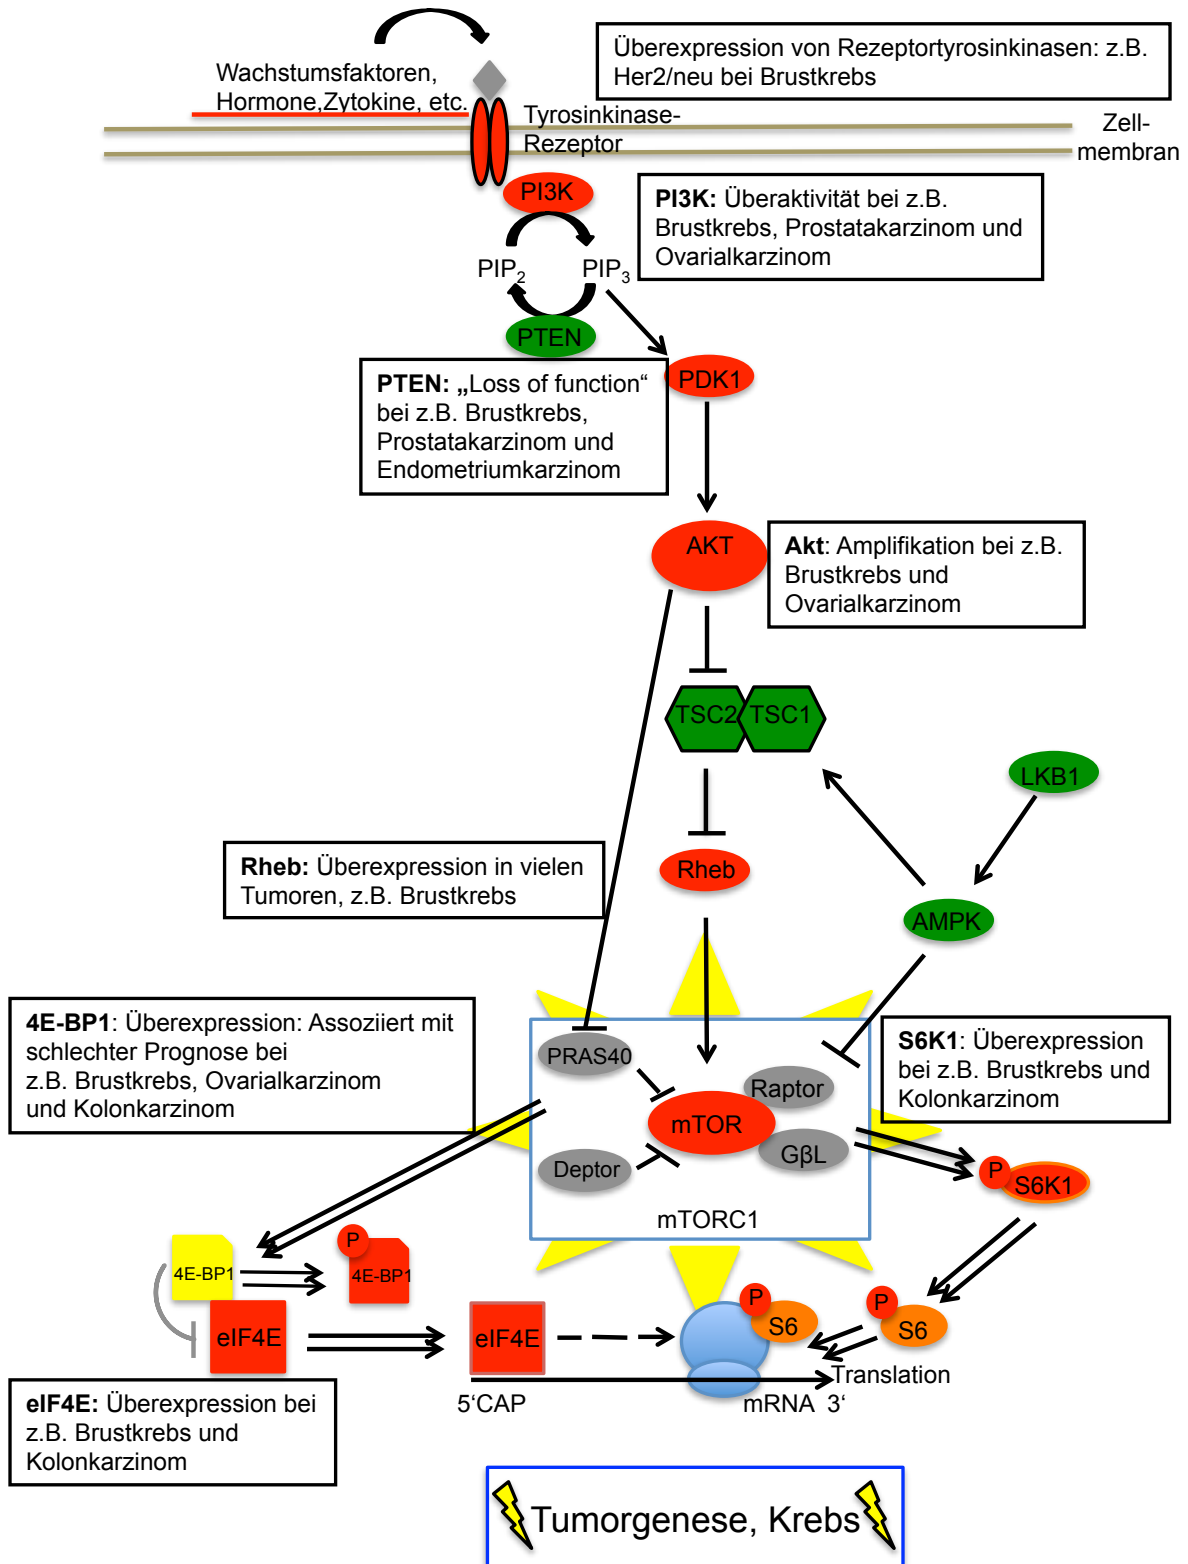 Überexpression von Rezeptortyrosinkinasen: z.B.
Her2/neu bei Brustkrebs
Wachstumsfaktoren,
Hormone,Zytokine, etc.
Tyrosinkinase-
Rezeptor
Zell-
membran
PI3K
PI3K: Überaktivität bei z.B.
Brustkrebs, Prostatakarzinom und
Ovarialkarzinom
PIP2
PIP3
PTEN
PTEN: „Loss of function“
bei z.B. Brustkrebs,
Prostatakarzinom und
Endometriumkarzinom
PDK1
AKT
Akt: Amplifikation bei z.B.
Brustkrebs und
Ovarialkarzinom
TSC2
TSC1
LKB1
Rheb: Überexpression in vielen
Tumoren, z.B. Brustkrebs
Rheb
AMPK
4E-BP1: Überexpression: Assoziiert mit
schlechter Prognose bei
z.B. Brustkrebs, Ovarialkarzinom
und Kolonkarzinom
PRAS40
Raptor
mTOR
GβL
Deptor
mTORC1
S6K1: Überexpression
bei z.B. Brustkrebs und
Kolonkarzinom
P
S6K1
4E-BP1
P
4E-BP1
eIF4E
eIF4E
P
S6
P
S6
Translation
5‘CAP
mRNA 3‘
eIF4E: Überexpression bei
z.B. Brustkrebs und
Kolonkarzinom
Tumorgenese, Krebs